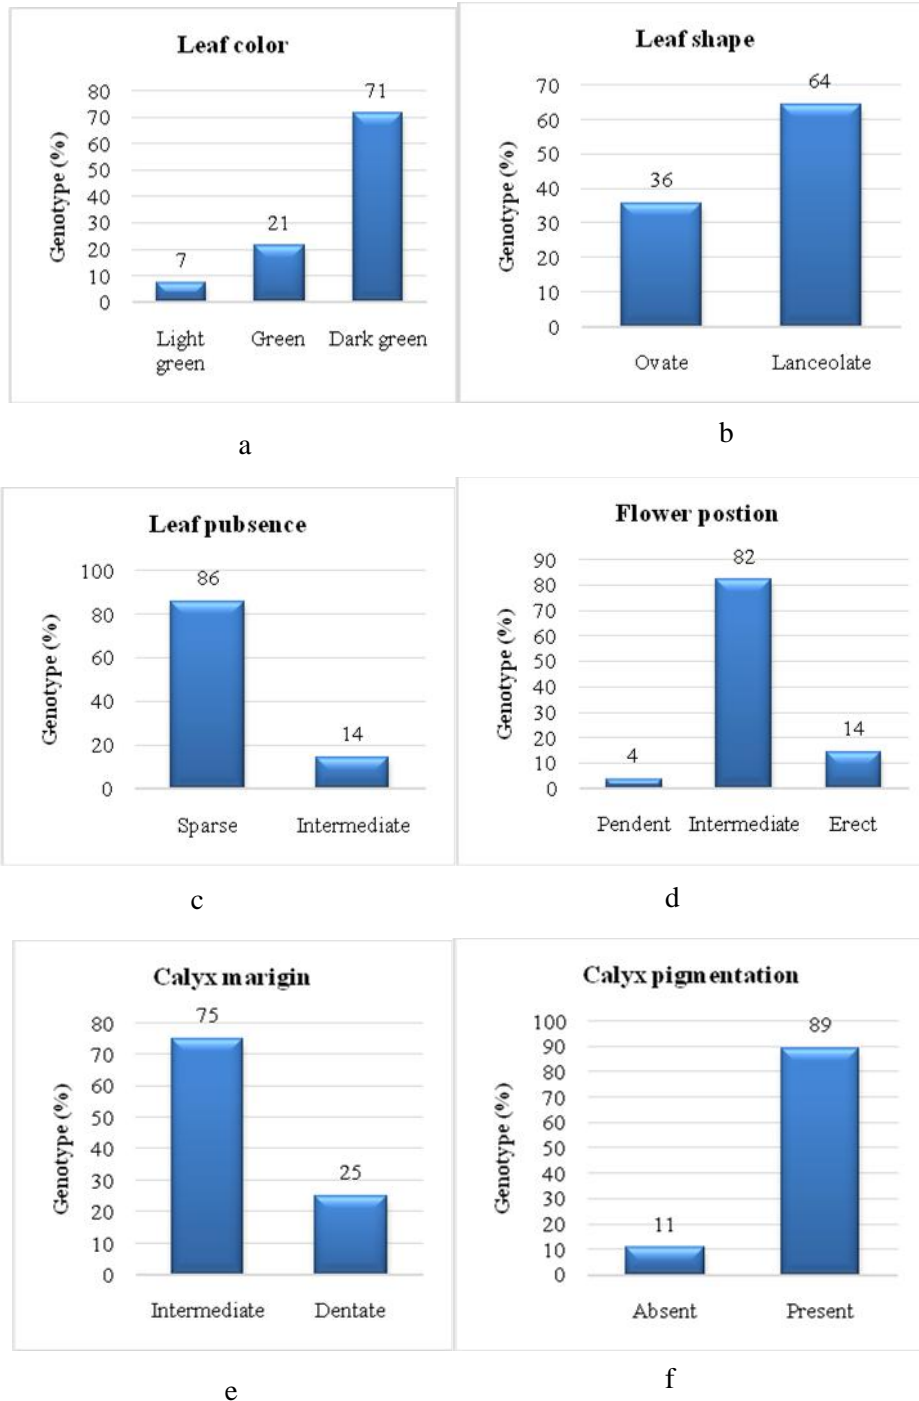 Leaf color
Genotype (%)
80
70
60
50
40
30
20
10
0
7
21
71
Light green
Green
Dark green
a
Leaf shape
Genotype (%)
70
60
50
40
30
20
10
0
36
64
Ovate
Lanceolate
b
Leaf pubsence
Genotype (%)
100
80
60
40
20
0
86
14
Sparse
Intermediate
c
Flower postion
Genotype (%)
90
80
70
60
50
40
30
20
10
0
4
82
14
Pendent
Intermediate
Erect
d
Calyx marigin
Genotype (%)
80
70
60
50
40
30
20
10
0
75
25
Intermediate
Dentate
e
Calyx pigmentation
Genotype (%)
100
90
80
70
60
50
40
30
20
10
0
11
89
Absent
Present
f